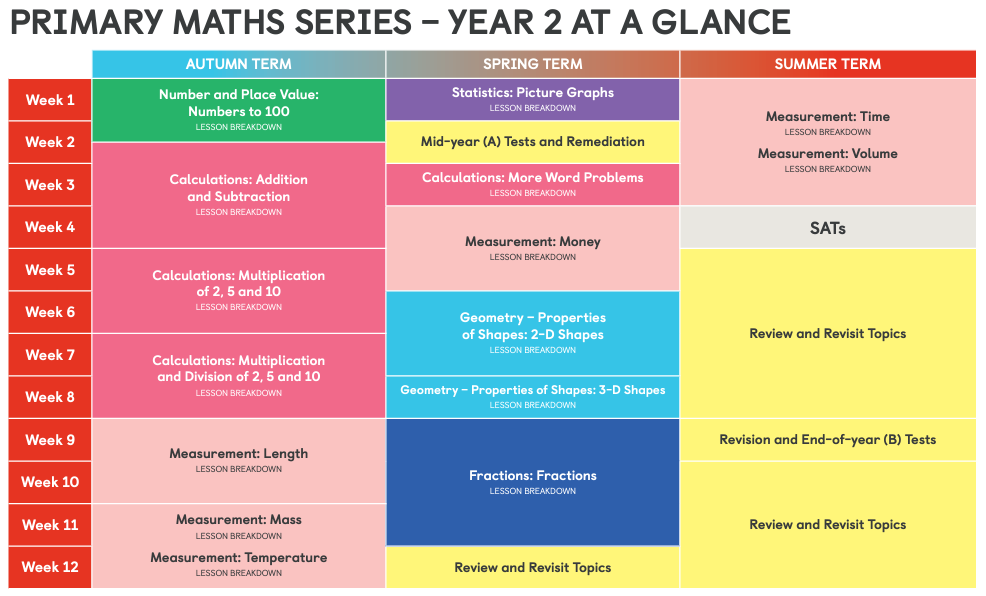 PRIMARY MATHS SERIES – YEAR 2 AT A GLANCE
AUTUMN TERM
SPRING TERM
SUMMER TERM
Week 1
Week 2
Week 3
Week 4
Week 5
Week 6
Week 7
Week 8
Week 9
Week 10
Week 11
Week 12
Number and Place Value:
Numbers to 100
LESSON BREAKDOWN
Calculations: Addition
and Subtraction
LESSON BREAKDOWN
Calculations: Multiplication
of 2, 5 and 10
LESSON BREAKDOWN
Calculations: Multiplication
and Division of 2, 5 and 10
LESSON BREAKDOWN
Measurement: Length
LESSON BREAKDOWN
Measurement: Mass
LESSON BREAKDOWN
Measurement: Temperature
LESSON BREAKDOWN
Statistics: Picture Graphs
LESSON BREAKDOWN
Mid-year (A) Tests and Remediation
Calculations: More Word Problems
LESSON BREAKDOWN
Measurement: Money
LESSON BREAKDOWN
Geometry – Properties
of Shapes: 2-D Shapes
LESSON BREAKDOWN
Geometry – Properties of Shapes: 3-D Shapes
LESSON BREAKDOWN
Fractions: Fractions
LESSON BREAKDOWN
Review and Revisit Topics
Measurement: Time
LESSON BREAKDOWN
Measurement: Volume
LESSON BREAKDOWN
SATs
Review and Revisit Topics
Revision and End-of-year (B) Tests
Review and Revisit Topics